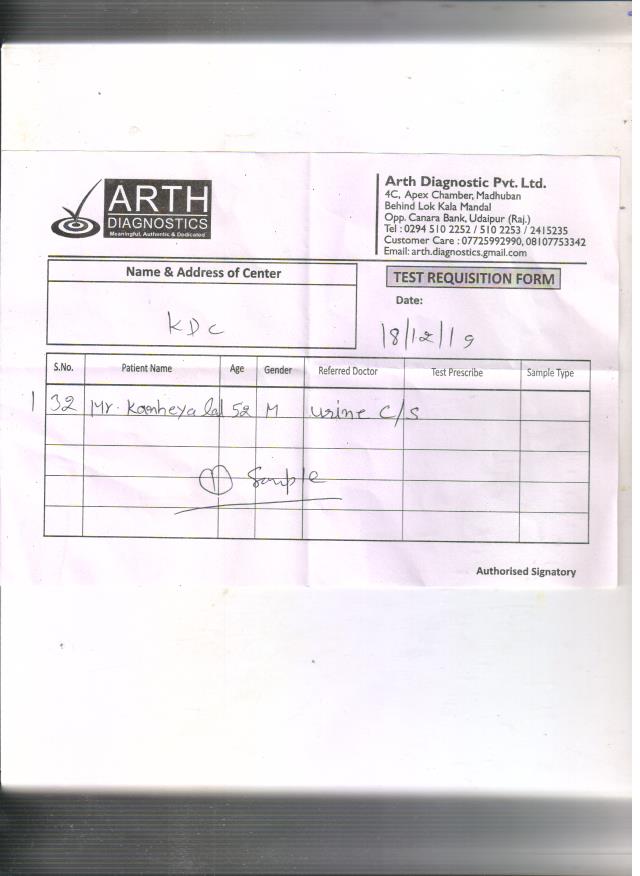 ARTH
DIAGNOSTICS
Meaningful, Authentic & Dedicated
Arth Diagnostic Pvt. Ltd.
4C, Apex Chamber, Madhuban
Behind Lok Kala Mandal
Opp. Canara Bank, Udaipur (Raj.)
Tel : 0294 510 2252 / 510 2253 / 2415235
Customer Care : 07725992990, 08107753342
Email: arth.diagnostics.gmail.com
Name & Address of Center
KDC
TEST REQUISITION FORM
Date:
18/12/19
S.No. Patient Name Age Gender Referred Doctor Test Prescribe Sample Type
1 32 Mr. Kanheya lal 52 M Urine C/S
1 Sample
Authorised Signatory